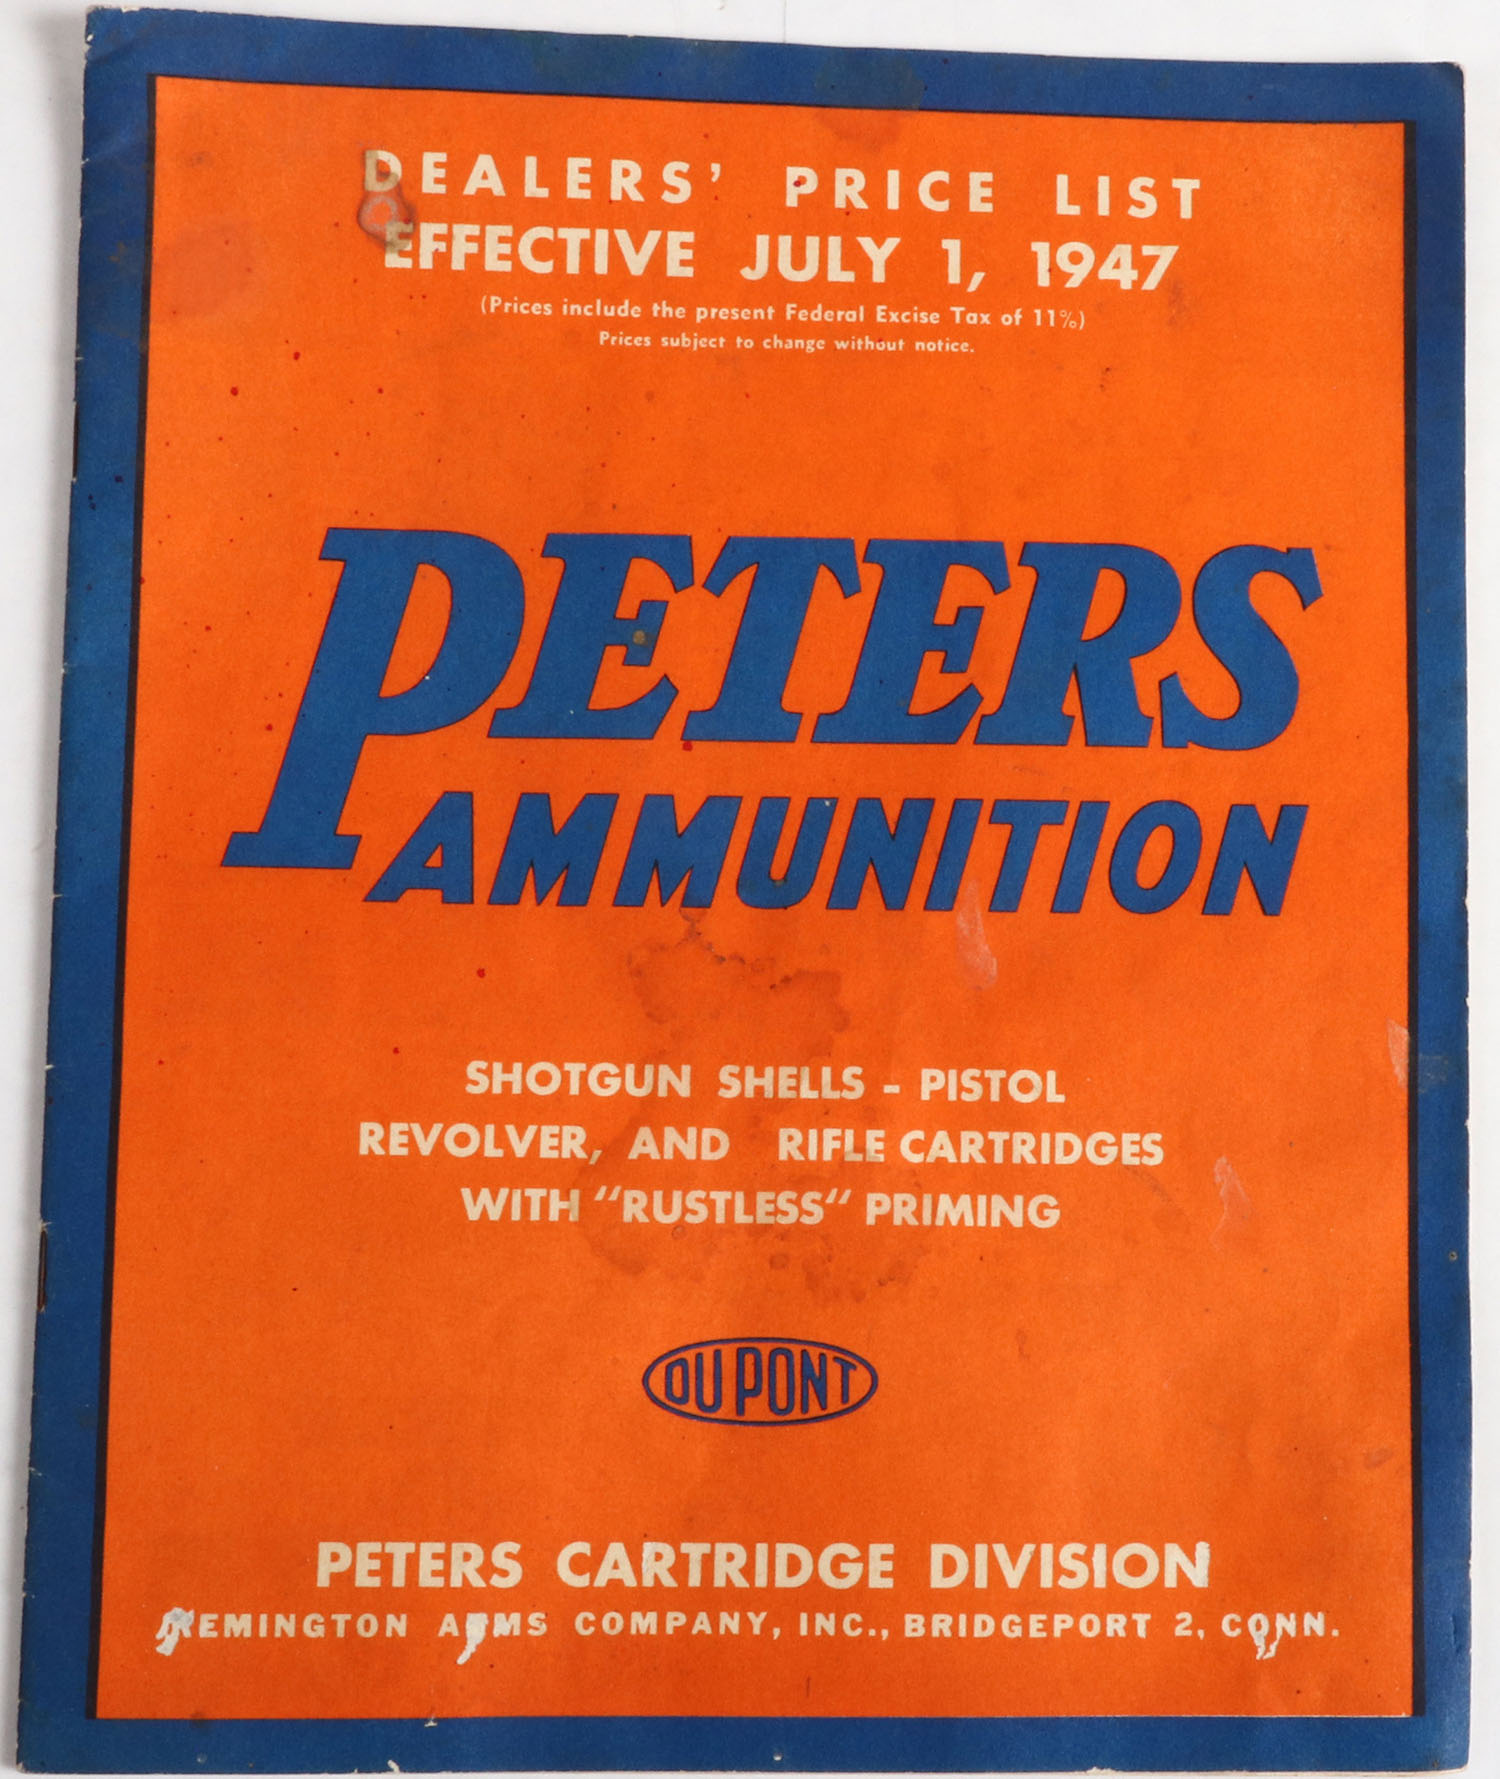 DEALERS' PRICE LIST
EFFECTIVE JULY 1, 1947
(Prices include the present Federal Excise Tax of 11%)
Prices subject to change without notice.
PETERS
AMMUNITION
SHOTGUN SHELLS - PISTOL
REVOLVER, AND RIFLE CARTRIDGES
WITH "RUSTLESS" PRIMING
DU PONT
PETERS CARTRIDGE DIVISION
REMINGTON ARMS COMPANY, INC., BRIDGEPORT 2, CONN.